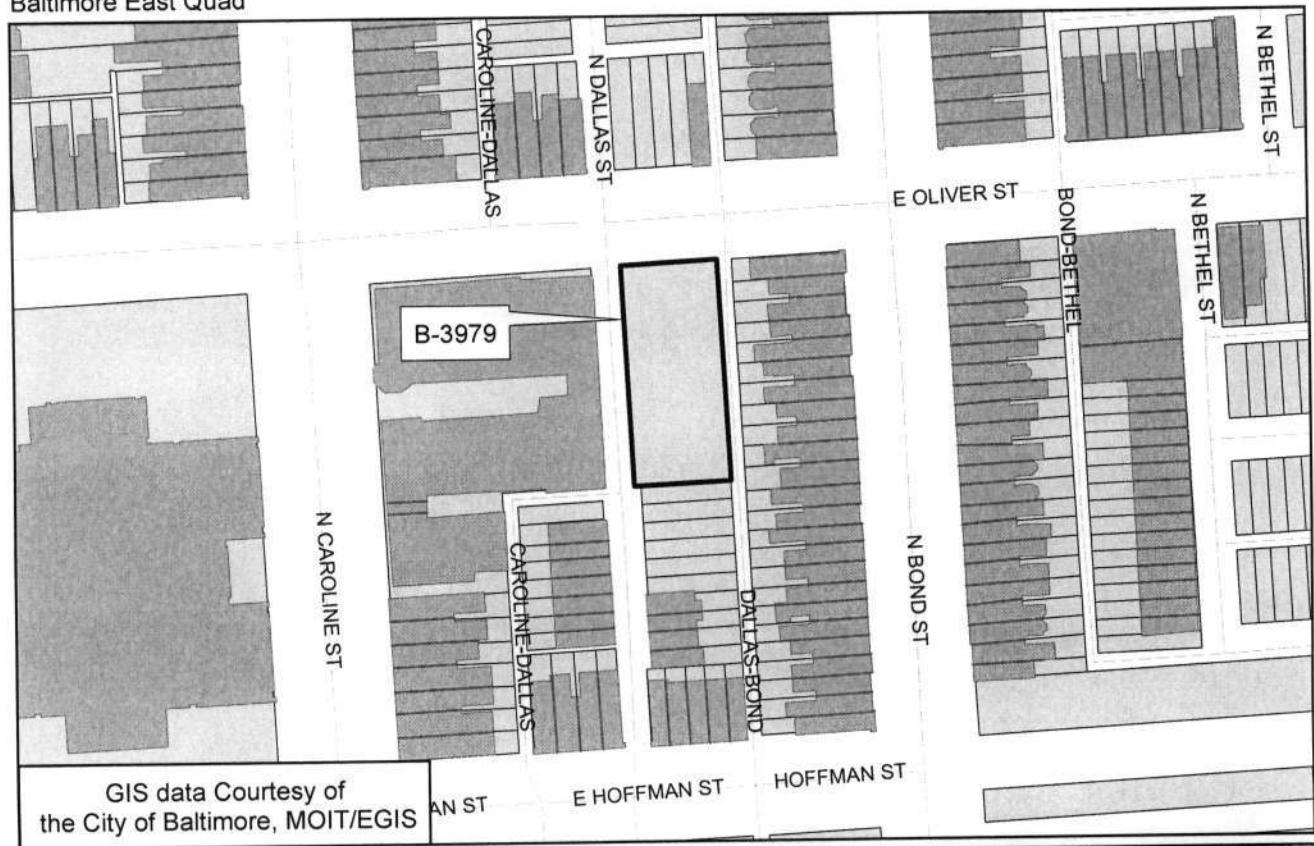 Baltimore East Quad
CAROLINE-DALLAS
N DALLAS ST
N BETHEL ST
E OLIVER ST
BOND-BETHEL
N BETHEL ST
B-3979
N CAROLINE ST
CAROLINE-DALLAS
DALLAS-BOND
N BOND ST
GIS data Courtesy of
the City of Baltimore, MOIT/EGIS
AN ST
E HOFFMAN ST
HOFFMAN ST